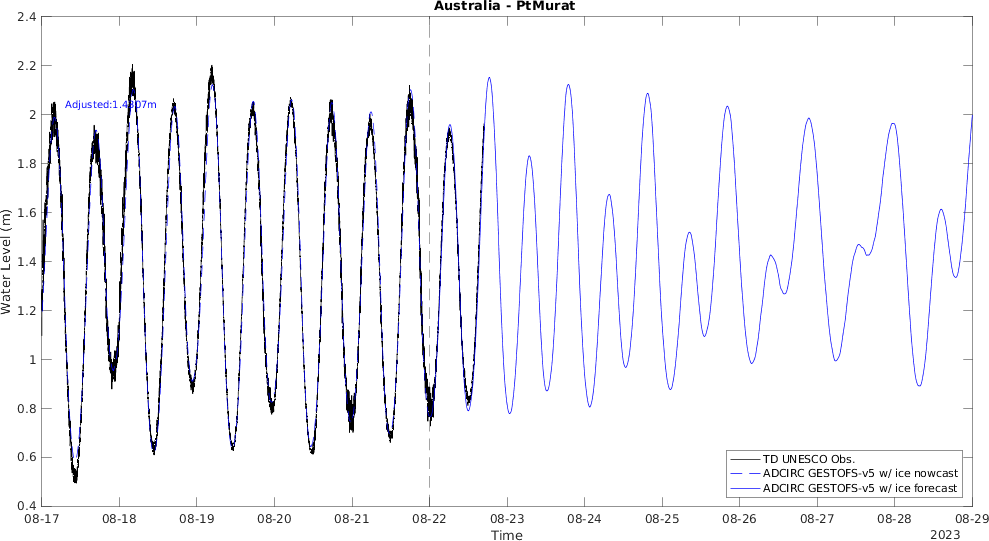 Australia - PtMurat
2.4
2.2
2
1.8
1.6
1.4
1.2
1
0.8
0.6
0.4
Water Level (m)
Adjusted:1.4307m
TD UNESCO Obs.
ADCIRC GESTOFS-v5 w/ ice nowcast
ADCIRC GESTOFS-v5 w/ ice forecast
08-17 08-18 08-19 08-20 08-21 08-22 08-23 08-24 08-25 08-26 08-27 08-28 08-29
Time
2023